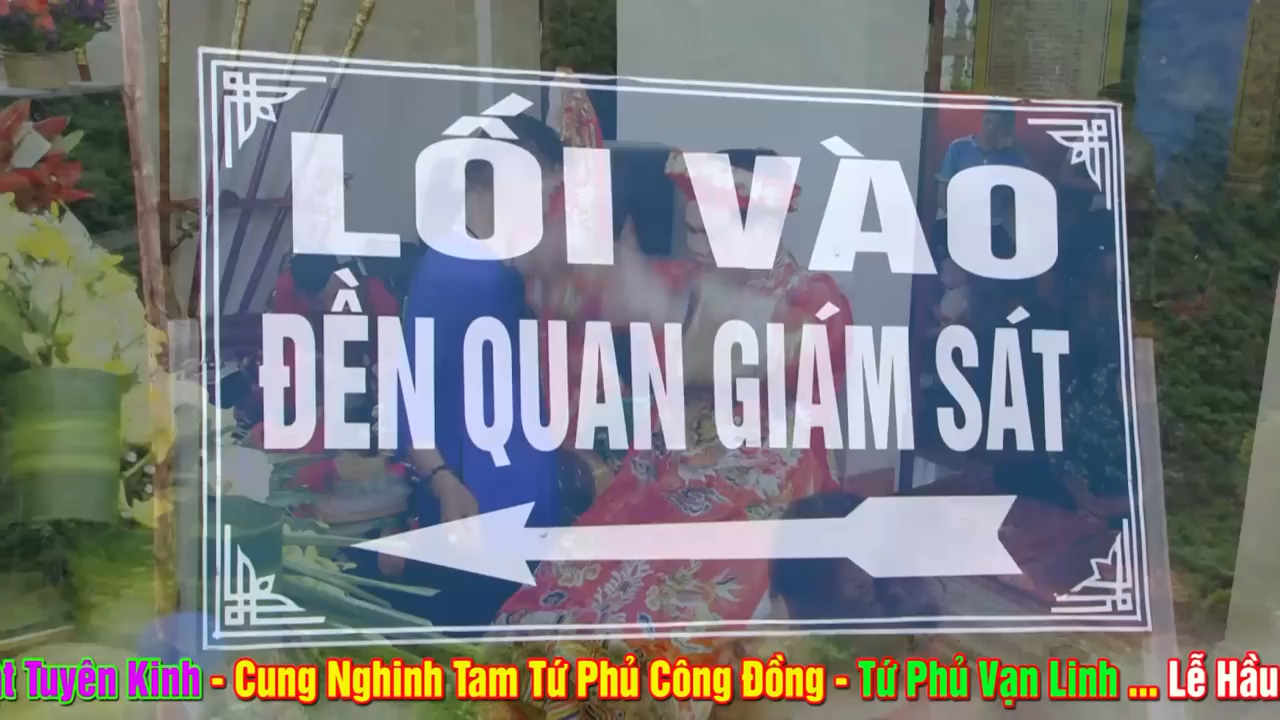 LỐI VÀO
ĐỀN QUAN GIÁM SÁT
Tuyên Kinh - Cung Nghinh Tam Tứ Phủ Công Đồng - Tứ Phủ Vạn Linh ... Lễ Hầu